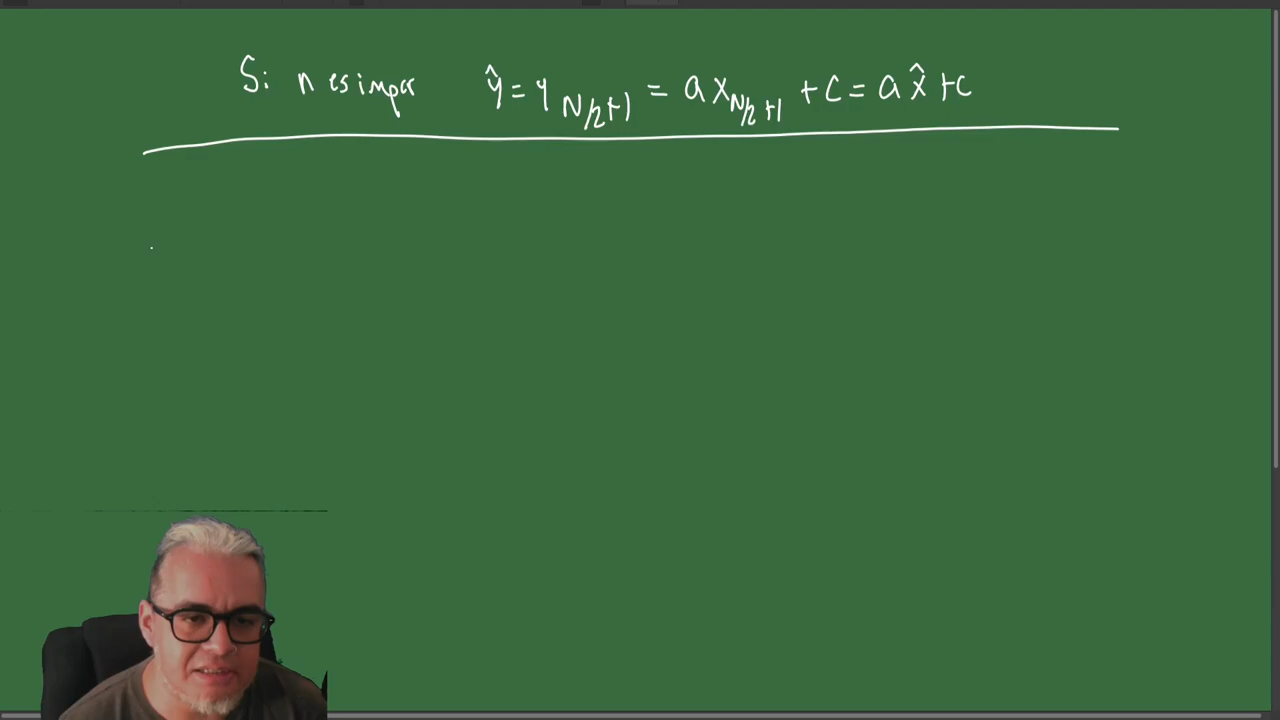 Si n es impar ŷ = y N/2+1 = a x N/2+1 + c = a x̂ + c